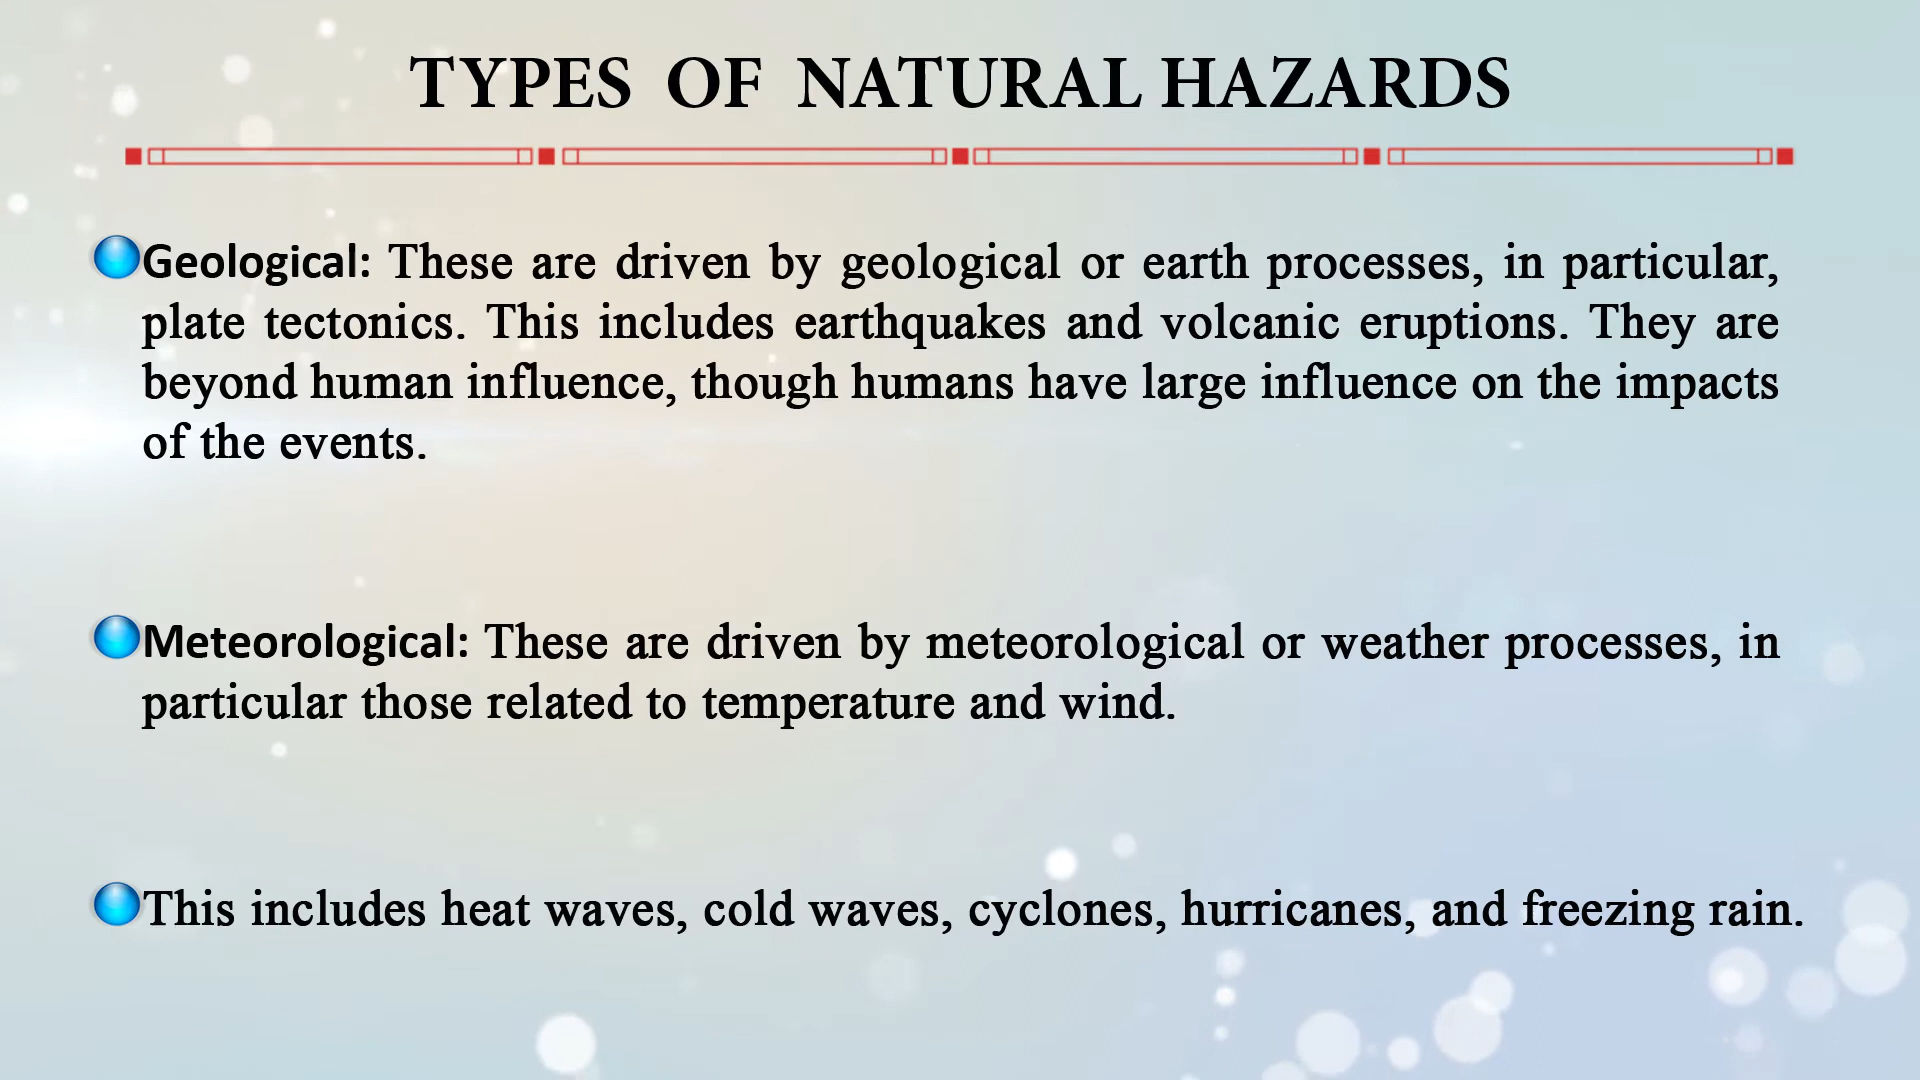 TYPES OF NATURAL HAZARDS
Geological: These are driven by geological or earth processes, in particular,
plate tectonics. This includes earthquakes and volcanic eruptions. They are
beyond human influence, though humans have large influence on the impacts
of the events.
Meteorological: These are driven by meteorological or weather processes, in
particular those related to temperature and wind.
This includes heat waves, cold waves, cyclones, hurricanes, and freezing rain.